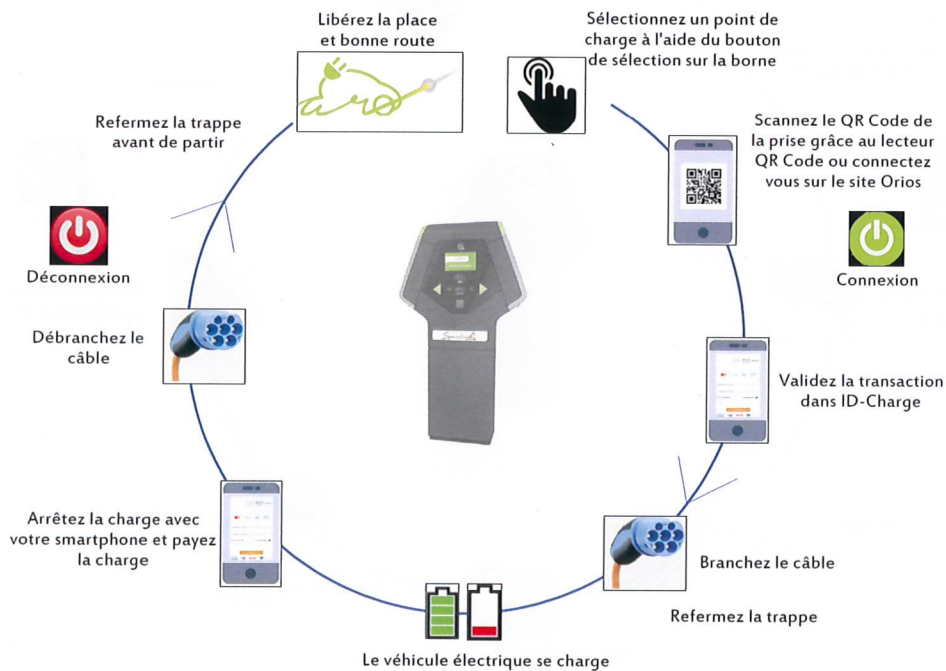 Sélectionnez un point de
charge à l'aide du bouton
de sélection sur la borne
Scannez le QR Code de
la prise grâce au lecteur
QR Code ou connectez
vous sur le site Orios
Connexion
Validez la transaction
dans ID-Charge
Branchez le câble
Refermez la trappe
Le véhicule électrique se charge
Arrêtez la charge avec
votre smartphone et payez
la charge
Débranchez le
câble
Déconnexion
Refermez la trappe
avant de partir
Libérez la place
et bonne route